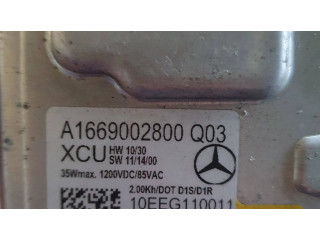 A1669002800 Q03
XCU HW 10/30
SW 11/14/00
35Wmax. 1200VDC/85VAC
2.00Kh/DOT D1S/D1R
10EEG110011